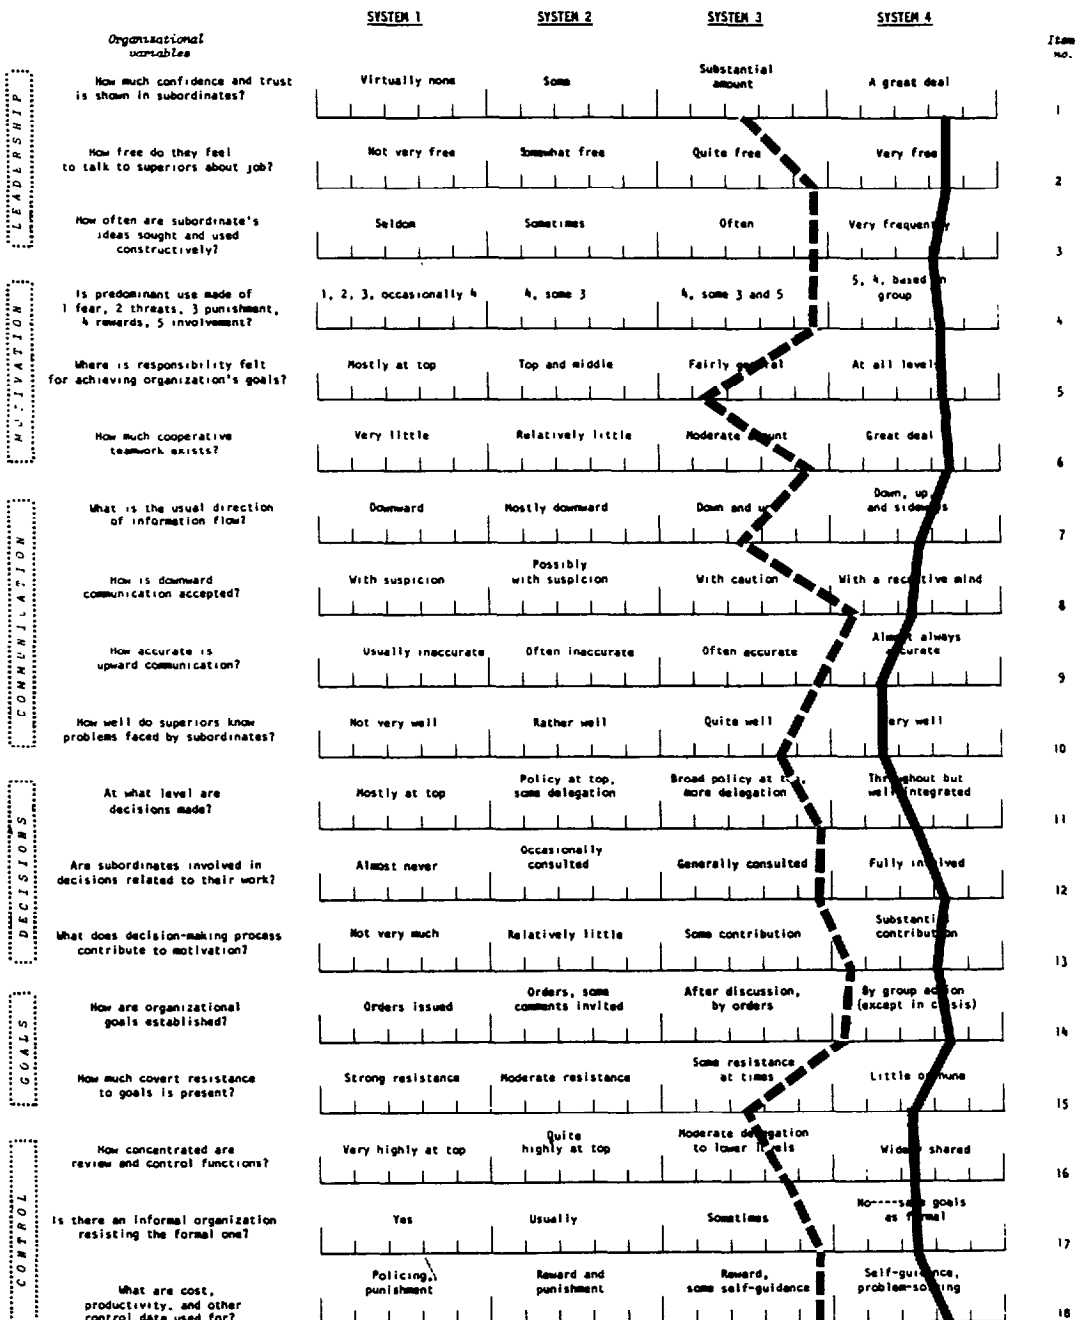 SYSTEM 1 SYSTEM 2 SYSTEM 3 SYSTEM 4
Organizational
variables
Item
no.
LEADERSHIP
How much confidence and trust
is shown in subordinates?
Virtually none
Some
Substantial
amount
A great deal
1
How free do they feel
to talk to superiors about job?
Not very free
Somewhat free
Quite free
Very free
2
How often are subordinate's
ideas sought and used
constructively?
Seldom
Sometimes
Often
Very frequently
3
MOTIVATION
Is predominant use made of
1 fear, 2 threats, 3 punishment,
4 rewards, 5 involvement?
1, 2, 3, occasionally 4
4, some 3
4, some 3 and 5
5, 4, based on
group
4
Where is responsibility felt
for achieving organization's goals?
Mostly at top
Top and middle
Fairly general
At all levels
5
How much cooperative
teamwork exists?
Very little
Relatively little
Moderate amount
Great deal
6
COMMUNICATION
What is the usual direction
of information flow?
Downward
Mostly downward
Down and up
Down, up,
and sideways
7
How is downward
communication accepted?
With suspicion
Possibly
with suspicion
With caution
With a receptive mind
8
How accurate is
upward communication?
Usually inaccurate
Often inaccurate
Often accurate
Almost always
accurate
9
How well do superiors know
problems faced by subordinates?
Not very well
Rather well
Quite well
Very well
10
DECISIONS
At what level are
decisions made?
Mostly at top
Policy at top,
some delegation
Broad policy at top,
more delegation
Throughout but
well integrated
11
Are subordinates involved in
decisions related to their work?
Almost never
Occasionally
consulted
Generally consulted
Fully involved
12
What does decision-making process
contribute to motivation?
Not very much
Relatively little
Some contribution
Substantial
contribution
13
GOALS
How are organizational
goals established?
Orders issued
Orders, some
comments invited
After discussion,
by orders
By group action
(except in crisis)
14
How much covert resistance
to goals is present?
Strong resistance
Moderate resistance
Some resistance
at times
Little or none
15
CONTROL
How concentrated are
review and control functions?
Very highly at top
Quite
highly at top
Moderate delegation
to lower levels
Widely shared
16
Is there an informal organization
resisting the formal one?
Yes
Usually
Sometimes
No----same goals
as formal
17
What are cost,
productivity, and other
control data used for?
Policing,
punishment
Reward and
punishment
Reward,
some self-guidance
Self-guidance,
problem-solving
18